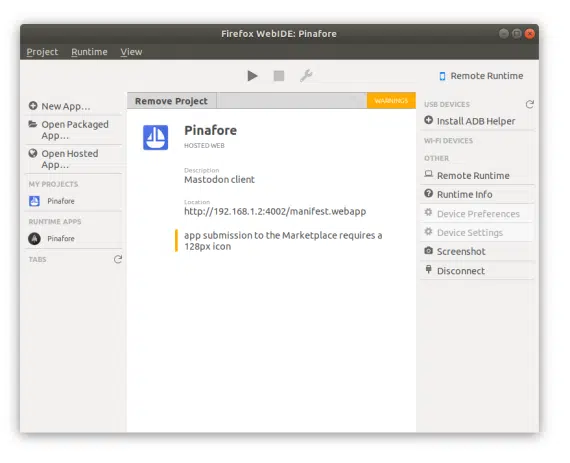 Firefox WebIDE: Pinafore
Project Runtime View
Remote Runtime
New App...
Open Packaged
App...
Open Hosted
App...
MY PROJECTS
Pinafore
RUNTIME APPS
Pinafore
TABS
Remove Project
WARNINGS
Pinafore
HOSTED WEB
Description
Mastodon client
Location
http://192.168.1.2:4002/manifest.webapp
app submission to the Marketplace requires a
128px icon
USB DEVICES
Install ADB Helper
WI-FI DEVICES
OTHER
Remote Runtime
Runtime Info
Device Preferences
Device Settings
Screenshot
Disconnect